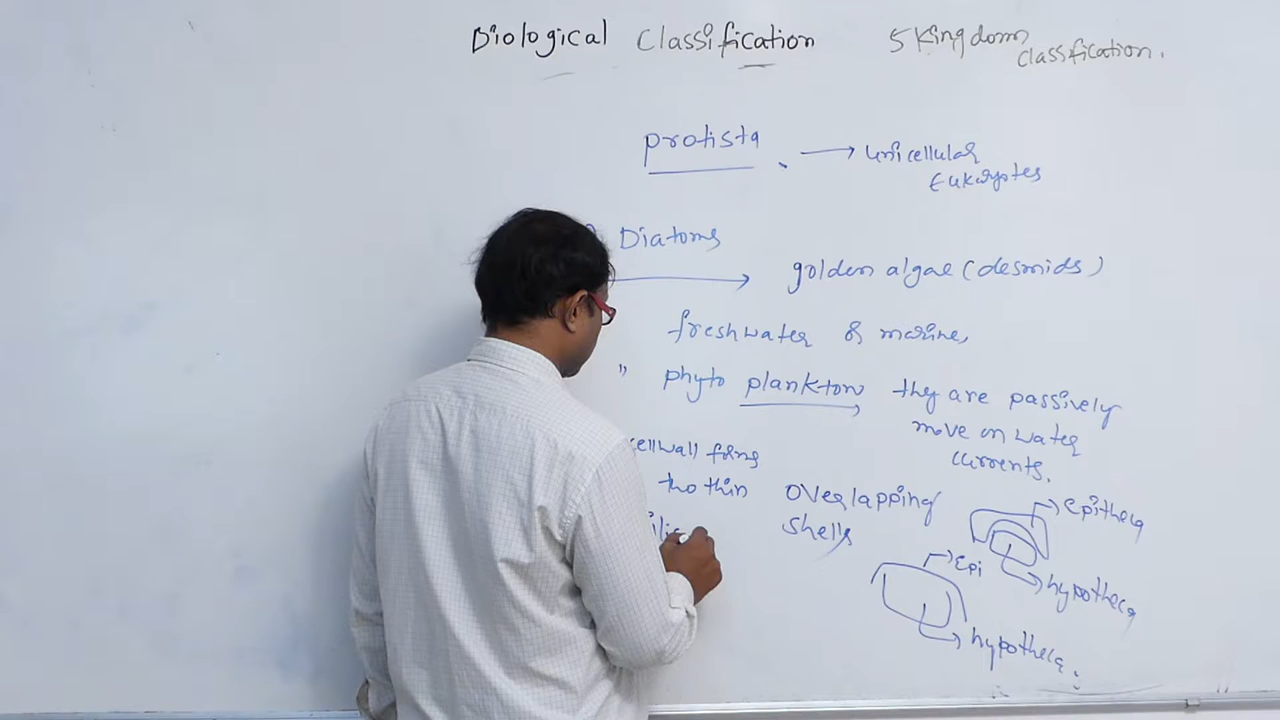 Biological Classification 5 Kingdom
classification.
protista → unicellular
Eukaryotes
Diatoms
→ golden algae (desmids)
freshwater & marine,
" phyto plankton they are passively
move on water
currents.
cellwall forms
two thin overlapping
shells
silic
Epitheca
hypotheca
Epi
hypotheca.